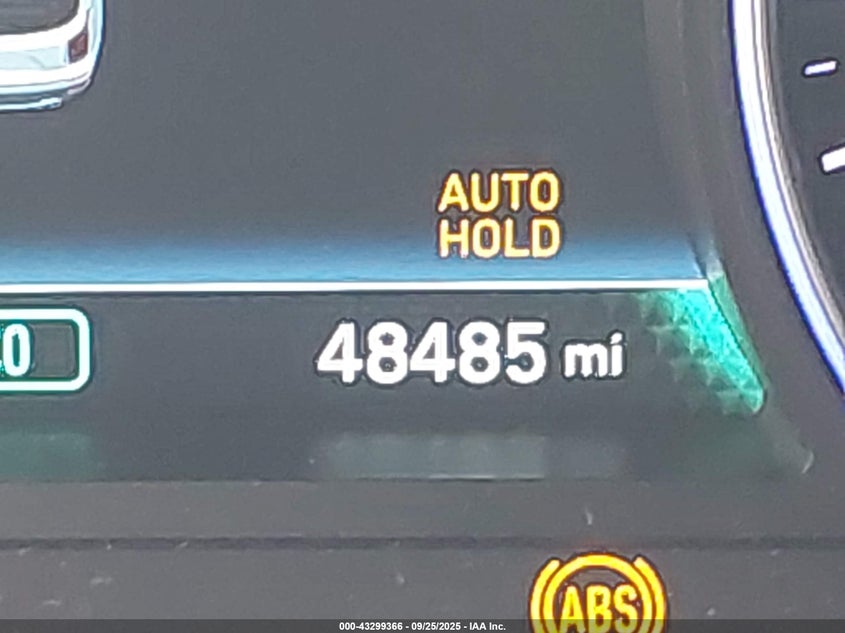 AUTO
HOLD
48485 mi
ABS
000-43299366 - 09/25/2025 - IAA Inc.